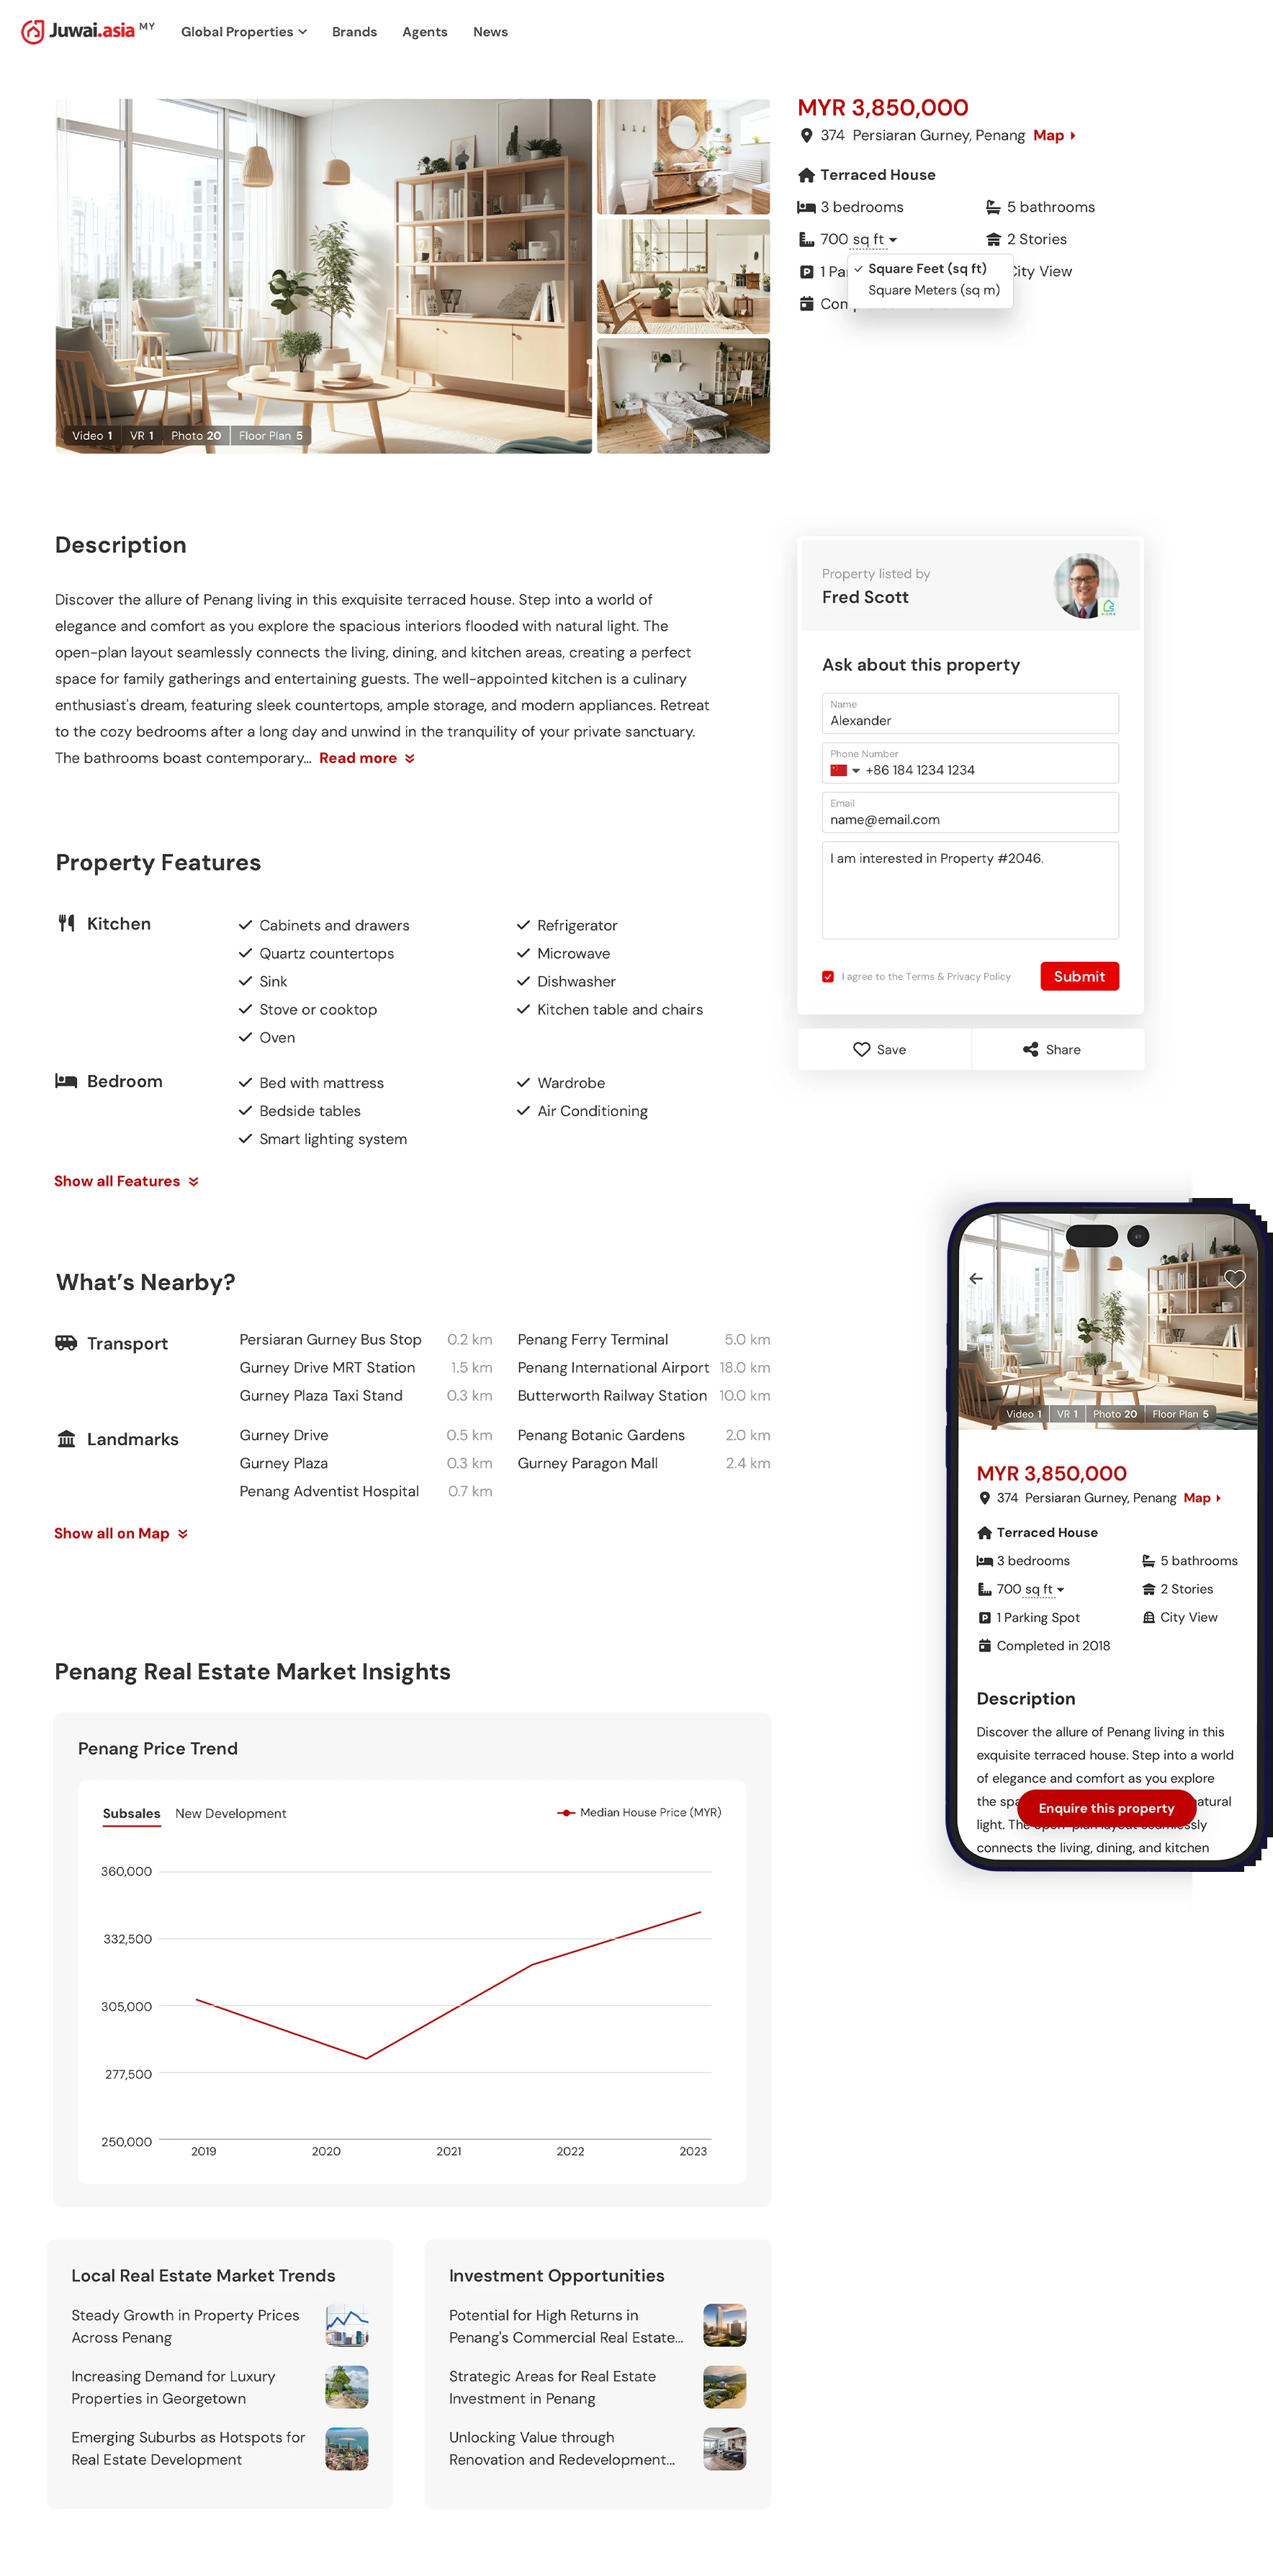 Juwai.asia MY
Global Properties
Brands
Agents
News
MYR 3,850,000
374 Persiaran Gurney, Penang Map
Terraced House
3 bedrooms
5 bathrooms
700 sq ft
2 Stories
1 Pa
City View
Square Feet (sq ft)
Square Meters (sq m)
Com
Video 1
VR 1
Photo 20
Floor Plan 5
Description
Discover the allure of Penang living in this exquisite terraced house. Step into a world of
elegance and comfort as you explore the spacious interiors flooded with natural light. The
open-plan layout seamlessly connects the living, dining, and kitchen areas, creating a perfect
space for family gatherings and entertaining guests. The well-appointed kitchen is a culinary
enthusiast's dream, featuring sleek countertops, ample storage, and modern appliances. Retreat
to the cozy bedrooms after a long day and unwind in the tranquility of your private sanctuary.
The bathrooms boast contemporary... Read more
Property listed by
Fred Scott
HOME
Ask about this property
Name
Alexander
Phone Number
+86 184 1234 1234
Email
name@email.com
I am interested in Property #2046.
I agree to the Terms & Privacy Policy
Submit
Save
Share
Property Features
Kitchen
Cabinets and drawers
Quartz countertops
Sink
Stove or cooktop
Oven
Refrigerator
Microwave
Dishwasher
Kitchen table and chairs
Bedroom
Bed with mattress
Bedside tables
Smart lighting system
Wardrobe
Air Conditioning
Show all Features
What's Nearby?
Transport
Persiaran Gurney Bus Stop 0.2 km
Gurney Drive MRT Station 1.5 km
Gurney Plaza Taxi Stand 0.3 km
Penang Ferry Terminal 5.0 km
Penang International Airport 18.0 km
Butterworth Railway Station 10.0 km
Landmarks
Gurney Drive 0.5 km
Gurney Plaza 0.3 km
Penang Adventist Hospital 0.7 km
Penang Botanic Gardens 2.0 km
Gurney Paragon Mall 2.4 km
Show all on Map
Video 1
VR 1
Photo 20
Floor Plan 5
MYR 3,850,000
374 Persiaran Gurney, Penang Map
Terraced House
3 bedrooms
5 bathrooms
700 sq ft
2 Stories
1 Parking Spot
City View
Completed in 2018
Description
Discover the allure of Penang living in this
exquisite terraced house. Step into a world
of elegance and comfort as you explore
the spa
natural
light. The open-plan layout seamlessly
connects the living, dining, and kitchen
Enquire this property
Penang Real Estate Market Insights
Penang Price Trend
Subsales
New Development
Median House Price (MYR)
360,000
332,500
305,000
277,500
250,000
2019
2020
2021
2022
2023
Local Real Estate Market Trends
Steady Growth in Property Prices
Across Penang
Increasing Demand for Luxury
Properties in Georgetown
Emerging Suburbs as Hotspots for
Real Estate Development
Investment Opportunities
Potential for High Returns in
Penang's Commercial Real Estate...
Strategic Areas for Real Estate
Investment in Penang
Unlocking Value through
Renovation and Redevelopment...